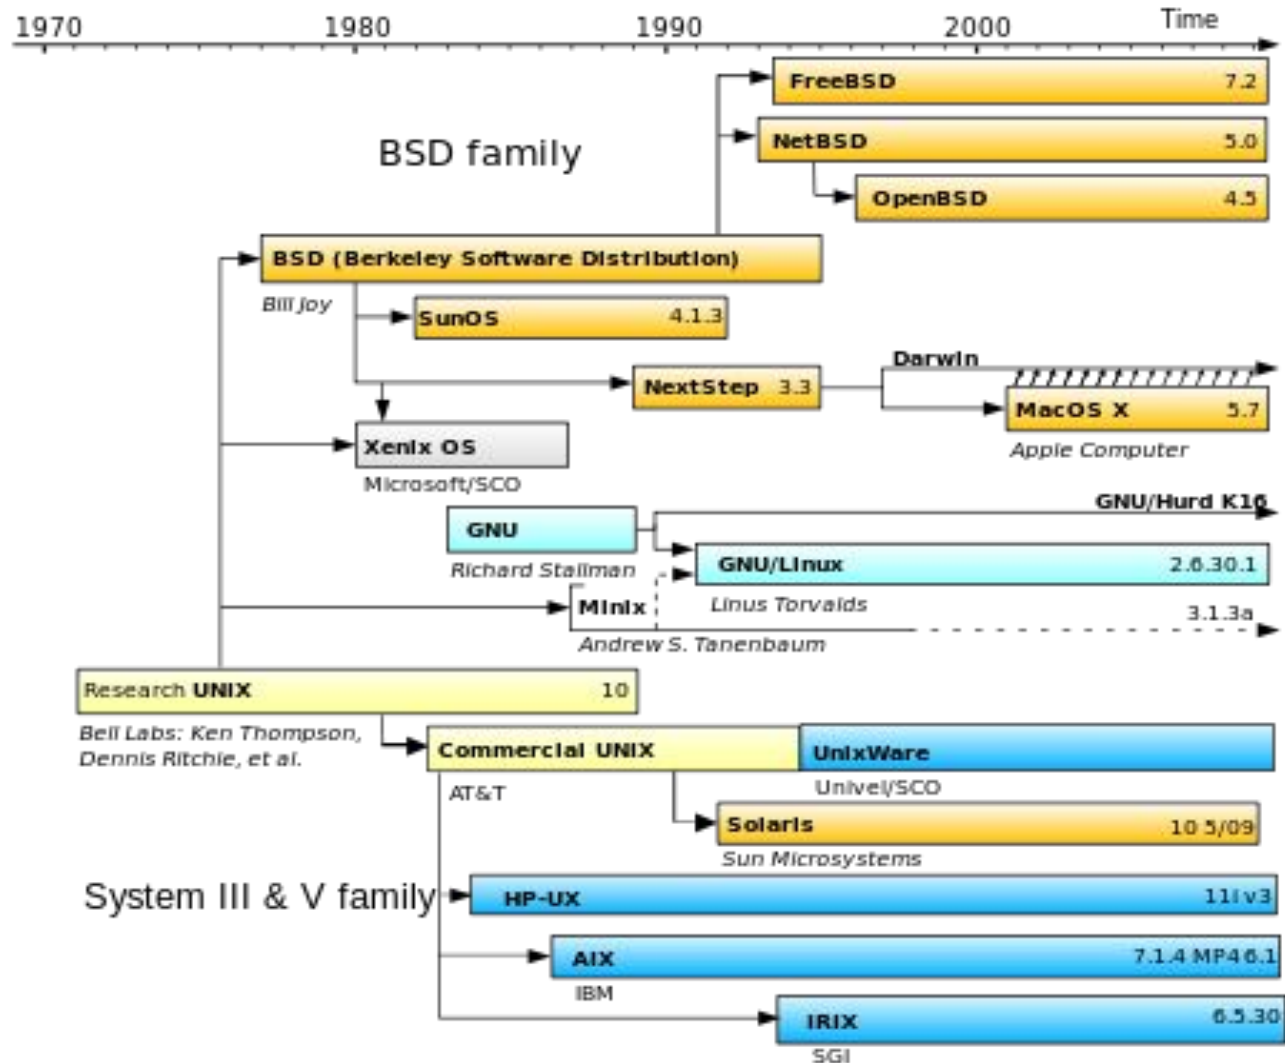 1970 1980 1990 2000 Time
FreeBSD 7.2
NetBSD 5.0
BSD family
OpenBSD 4.5
BSD (Berkeley Software Distribution)
Bill Joy
SunOS 4.1.3
Darwin
NextStep 3.3
MacOS X 5.7
Apple Computer
Xenix OS
Microsoft/SCO
GNU/Hurd K16
GNU
GNU/Linux 2.6.30.1
Richard Stallman
Linus Torvalds
Minix
3.1.3a
Andrew S. Tanenbaum
Research UNIX 10
Bell Labs: Ken Thompson,
Dennis Ritchie, et al.
Commercial UNIX
UnixWare
AT&T
Univel/SCO
Solaris 10 5/09
Sun Microsystems
System III & V family
HP-UX 11i v3
AIX 7.1.4 MP4 6.1
IBM
IRIX 6.5.30
SGI